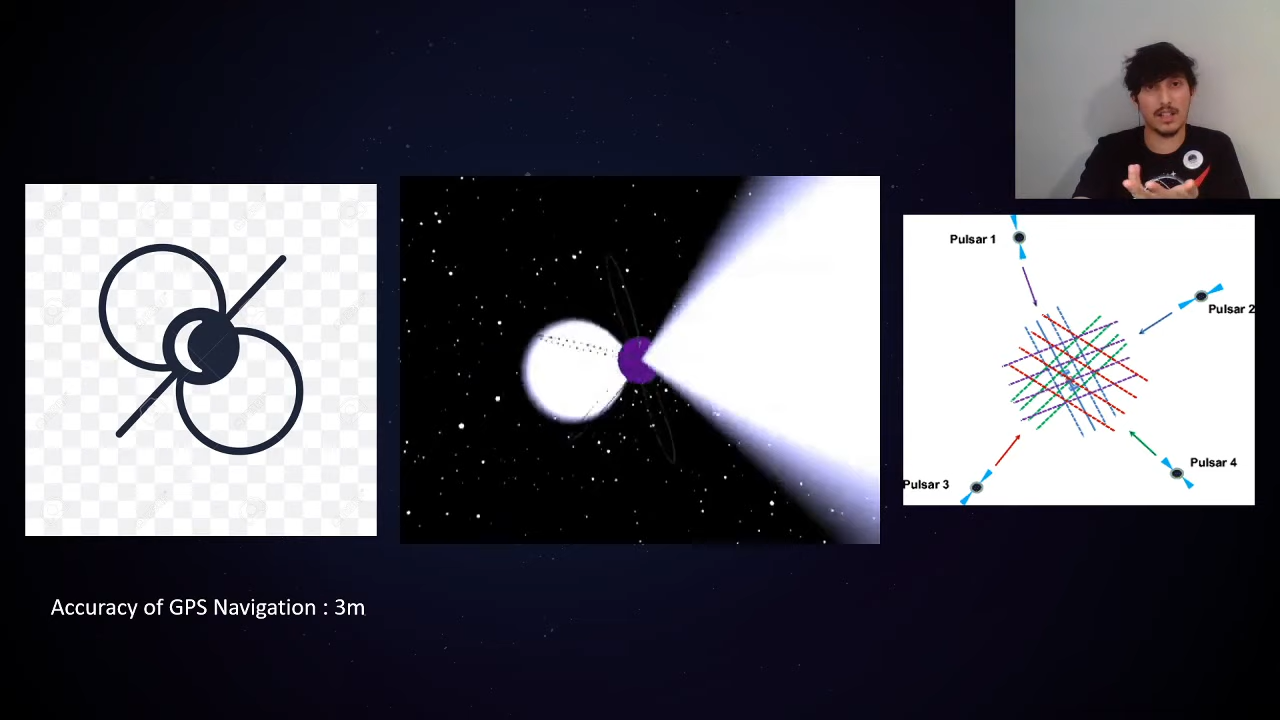 Pulsar 1
Pulsar 2
Pulsar 4
Pulsar 3
Accuracy of GPS Navigation : 3m